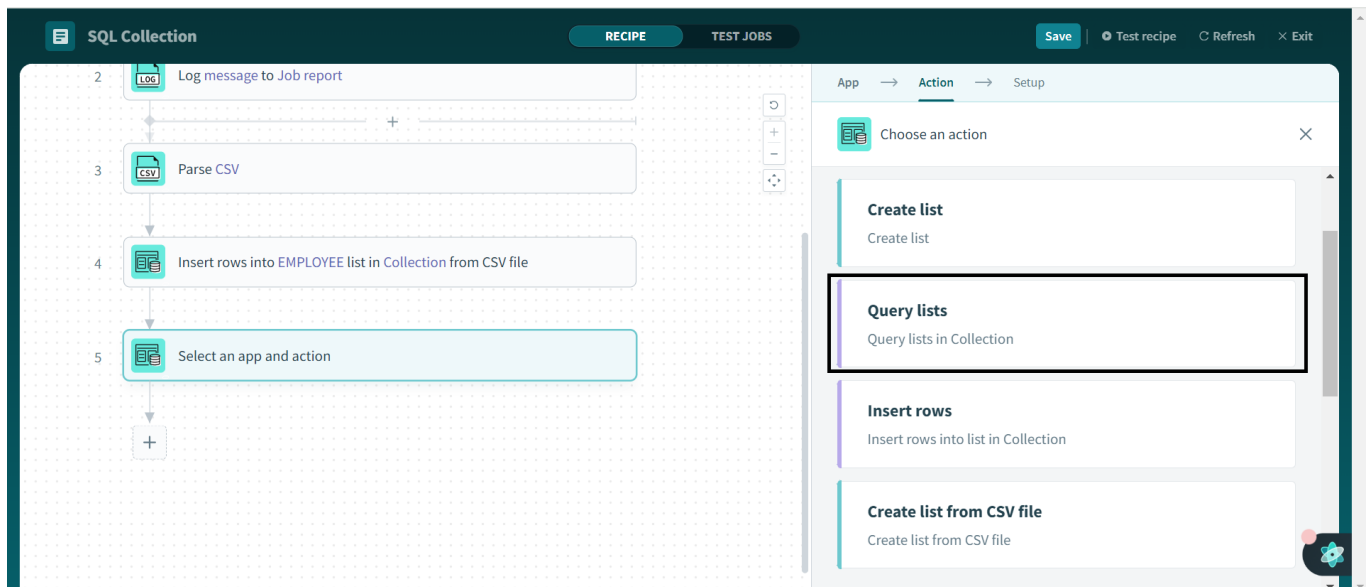 SQL Collection
RECIPE
TEST JOBS
Save
Test recipe
Refresh
Exit
2
LOG
Log message to Job report
3
CSV
Parse CSV
4
Insert rows into EMPLOYEE list in Collection from CSV file
5
Select an app and action
App
Action
Setup
Choose an action
Create list
Create list
Query lists
Query lists in Collection
Insert rows
Insert rows into list in Collection
Create list from CSV file
Create list from CSV file